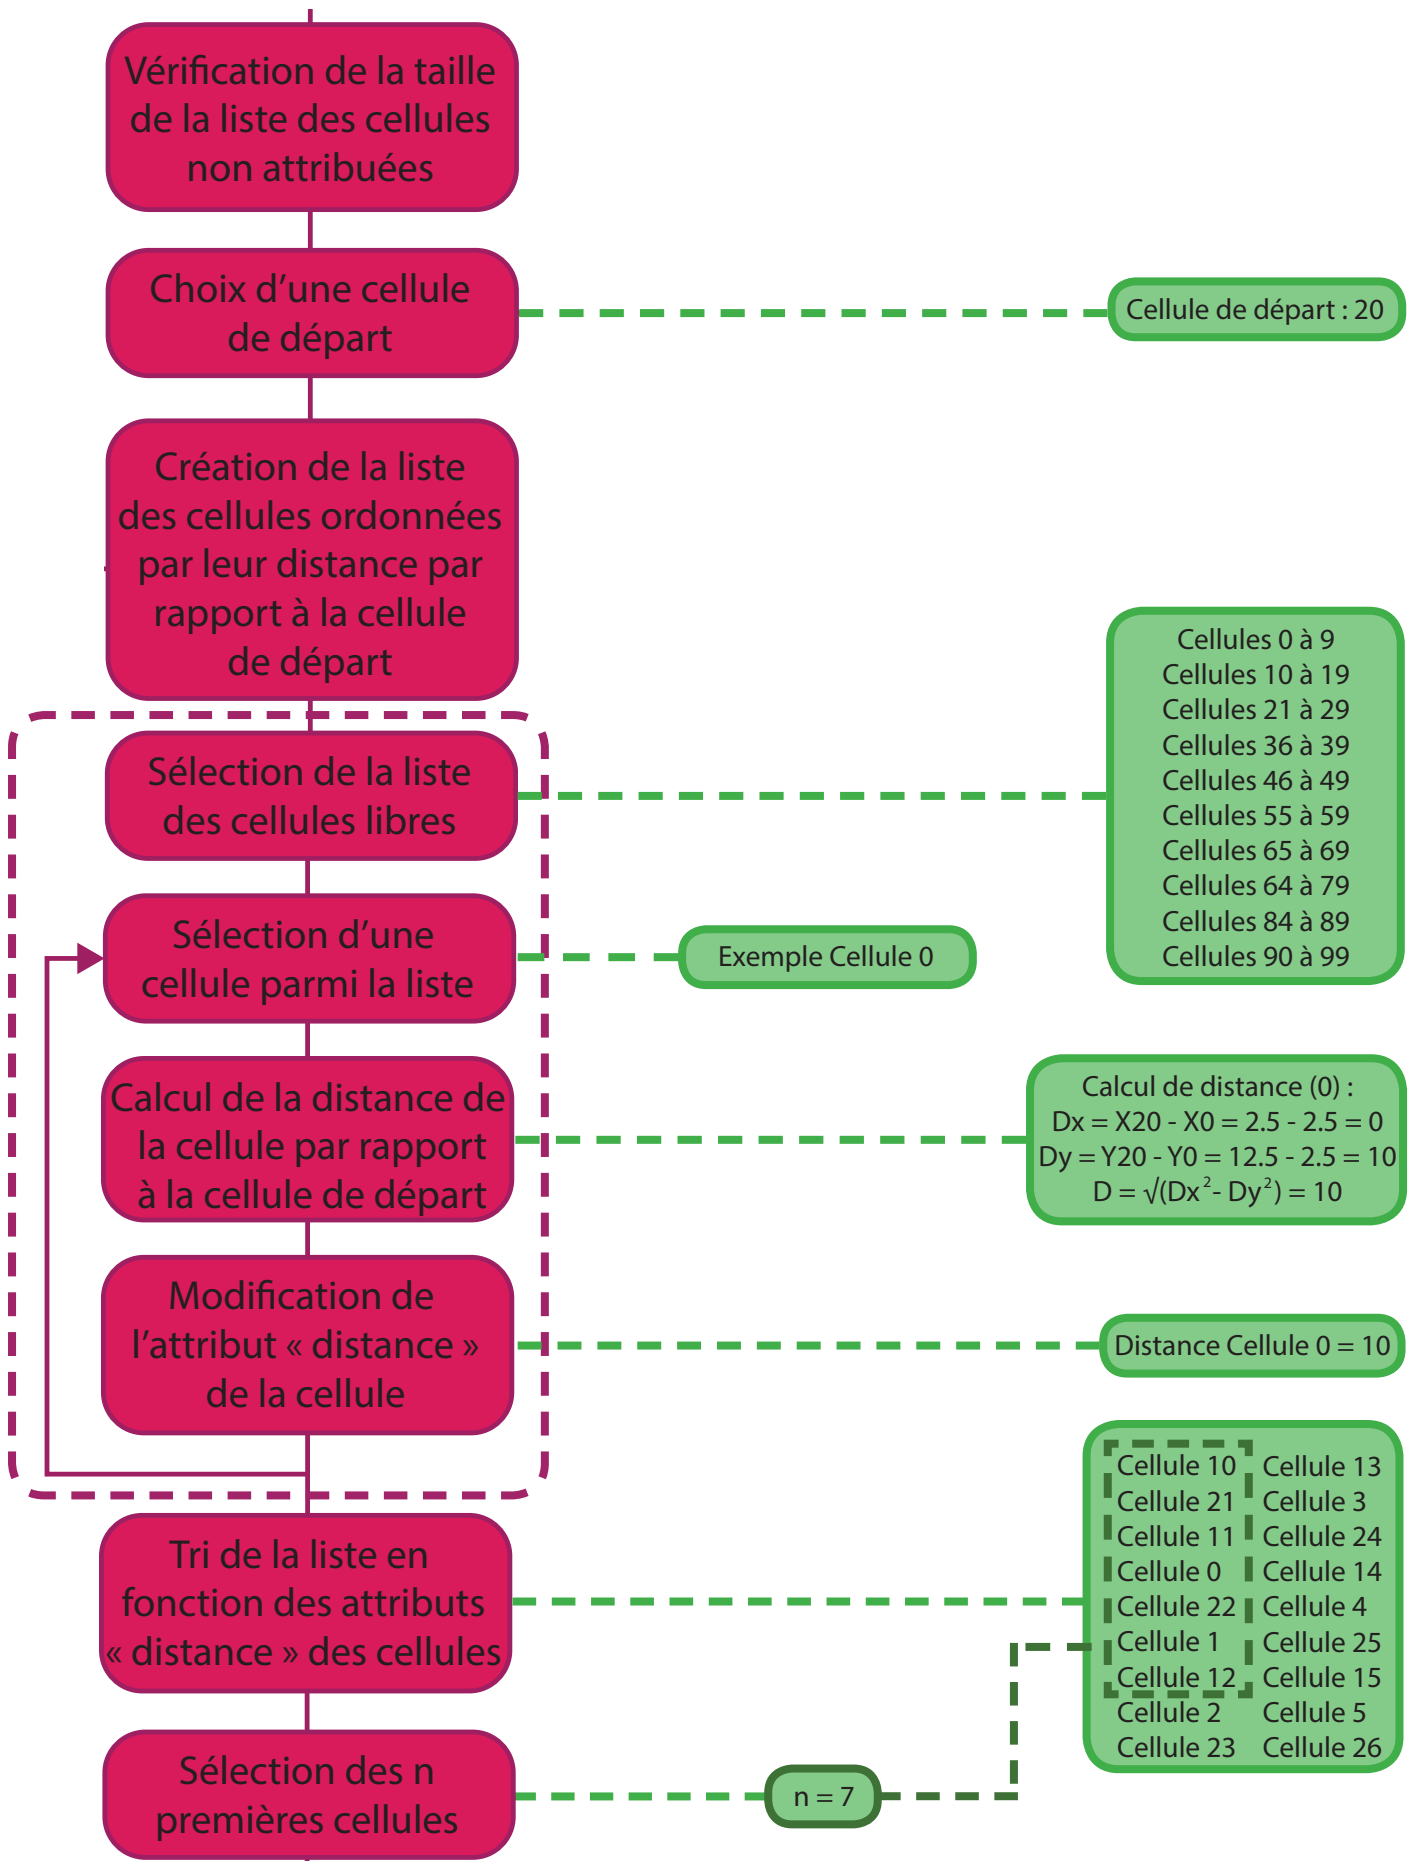 Vérification de la taille
de la liste des cellules
non attribuées
Choix d’une cellule
de départ
Cellule de départ : 20
Création de la liste
des cellules ordonnées
par leur distance par
rapport à la cellule
de départ
Sélection de la liste
des cellules libres
Cellules 0 à 9
Cellules 10 à 19
Cellules 21 à 29
Cellules 36 à 39
Cellules 46 à 49
Cellules 55 à 59
Cellules 65 à 69
Cellules 64 à 79
Cellules 84 à 89
Cellules 90 à 99
Sélection d’une
cellule parmi la liste
Exemple Cellule 0
Calcul de la distance de
la cellule par rapport
à la cellule de départ
Calcul de distance (0) :
Dx = X20 - X0 = 2.5 - 2.5 = 0
Dy = Y20 - Y0 = 12.5 - 2.5 = 10
D = √(Dx²- Dy²) = 10
Modification de
l’attribut « distance »
de la cellule
Distance Cellule 0 = 10
Tri de la liste en
fonction des attributs
« distance » des cellules
Cellule 10
Cellule 21
Cellule 11
Cellule 0
Cellule 22
Cellule 1
Cellule 12
Cellule 2
Cellule 23
Cellule 13
Cellule 3
Cellule 24
Cellule 14
Cellule 4
Cellule 25
Cellule 15
Cellule 5
Cellule 26
Sélection des n
premières cellules
n = 7